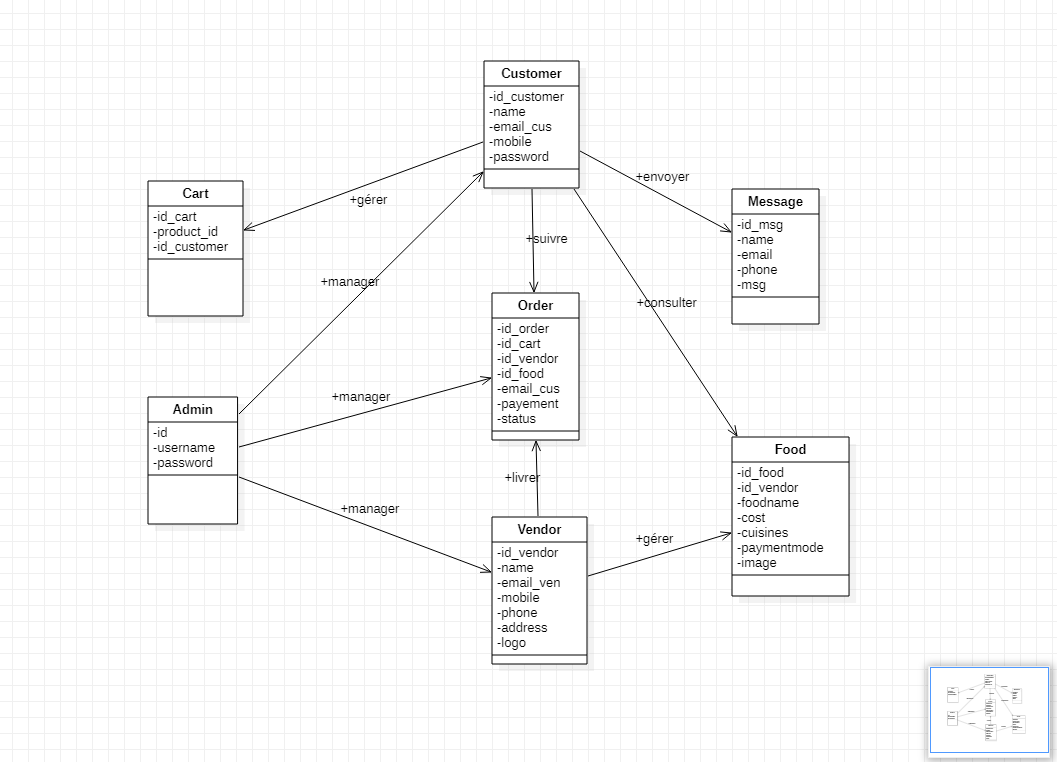 Customer
-id_customer
-name
-email_cus
-mobile
-password
+envoyer
Cart
-id_cart
-product_id
-id_customer
+gérer
Message
-id_msg
-name
-email
-phone
-msg
+suivre
+manager
+consulter
Order
-id_order
-id_cart
-id_vendor
-id_food
-email_cus
-payement
-status
+manager
Admin
-id
-username
-password
+livrer
+manager
Food
-id_food
-id_vendor
-foodname
-cost
-cuisines
-paymentmode
-image
Vendor
-id_vendor
-name
-email_ven
-mobile
-phone
-address
-logo
+gérer